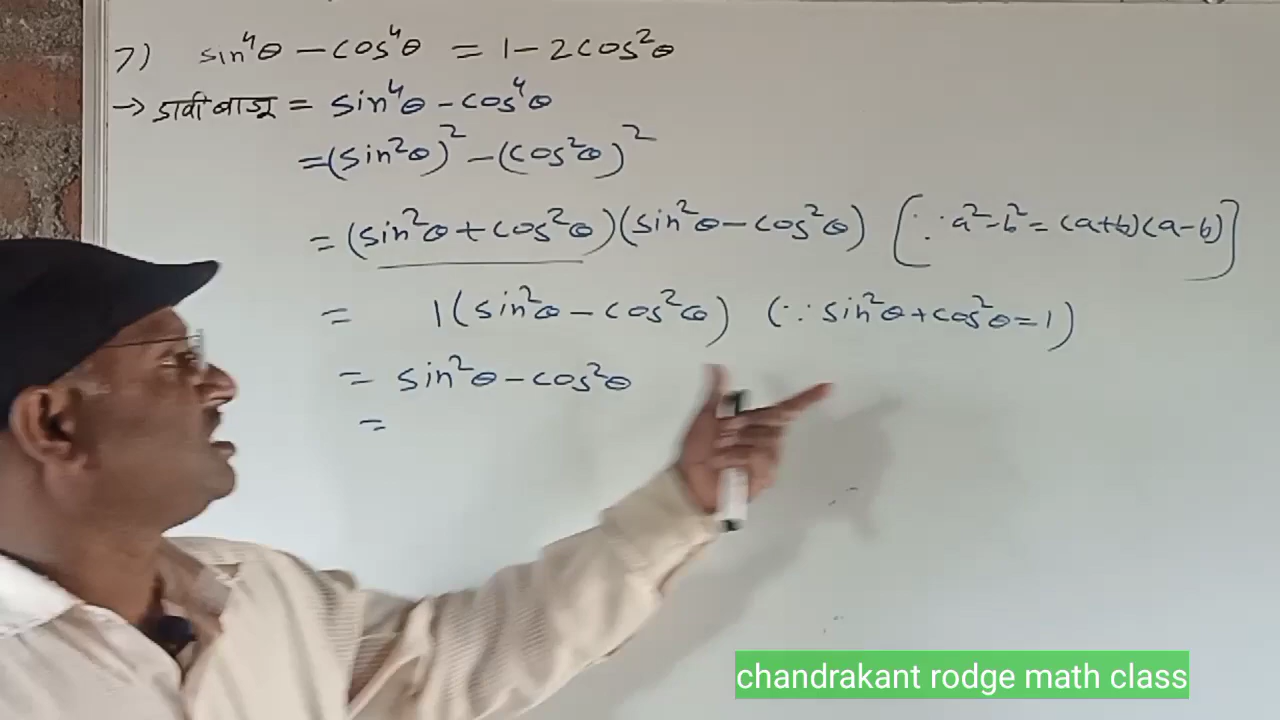 7) sin⁴θ – cos⁴θ = 1 – 2cos²θ
→ डावी बाजू = sin⁴θ – cos⁴θ
= (sin²θ)² – (cos²θ)²
= (sin²θ + cos²θ)(sin²θ – cos²θ) [∵ a² – b² = (a+b)(a–b)]
= 1(sin²θ – cos²θ) (∵ sin²θ + cos²θ = 1)
= sin²θ – cos²θ
=
chandrakant rodge math class